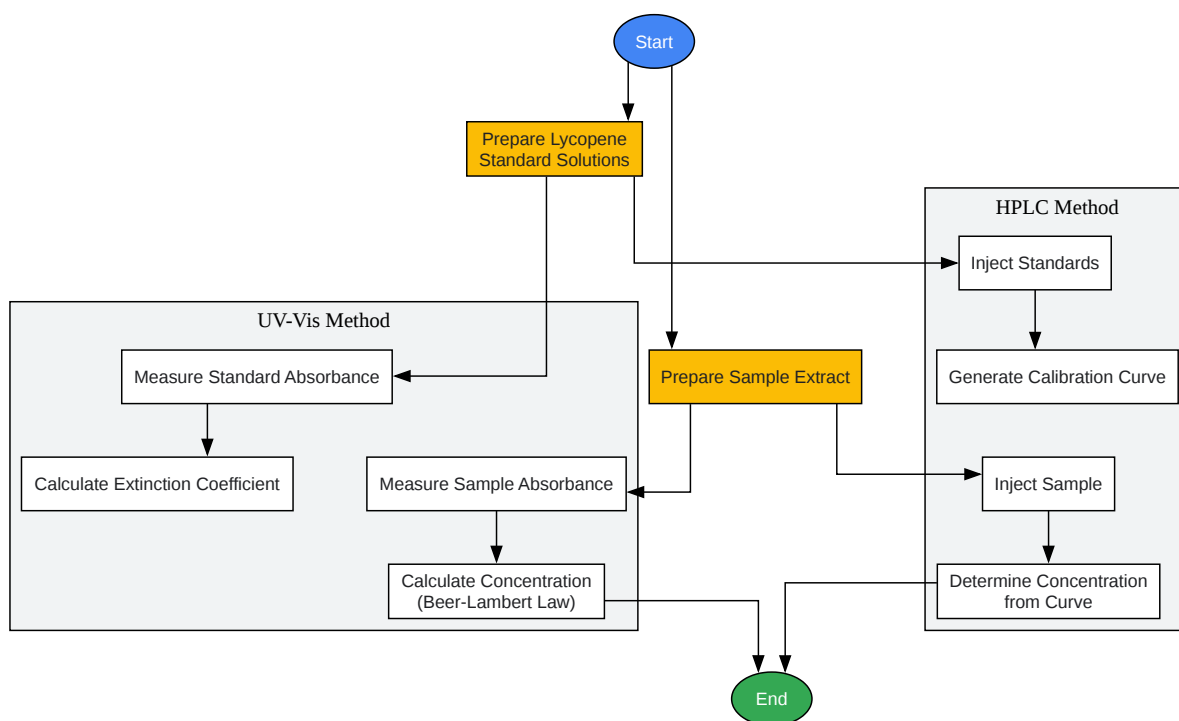 Start
Prepare Lycopene
Standard Solutions
HPLC Method
Inject Standards
UV-Vis Method
Measure Standard Absorbance
Prepare Sample Extract
Generate Calibration Curve
Calculate Extinction Coefficient
Measure Sample Absorbance
Inject Sample
Calculate Concentration
(Beer-Lambert Law)
Determine Concentration
from Curve
End